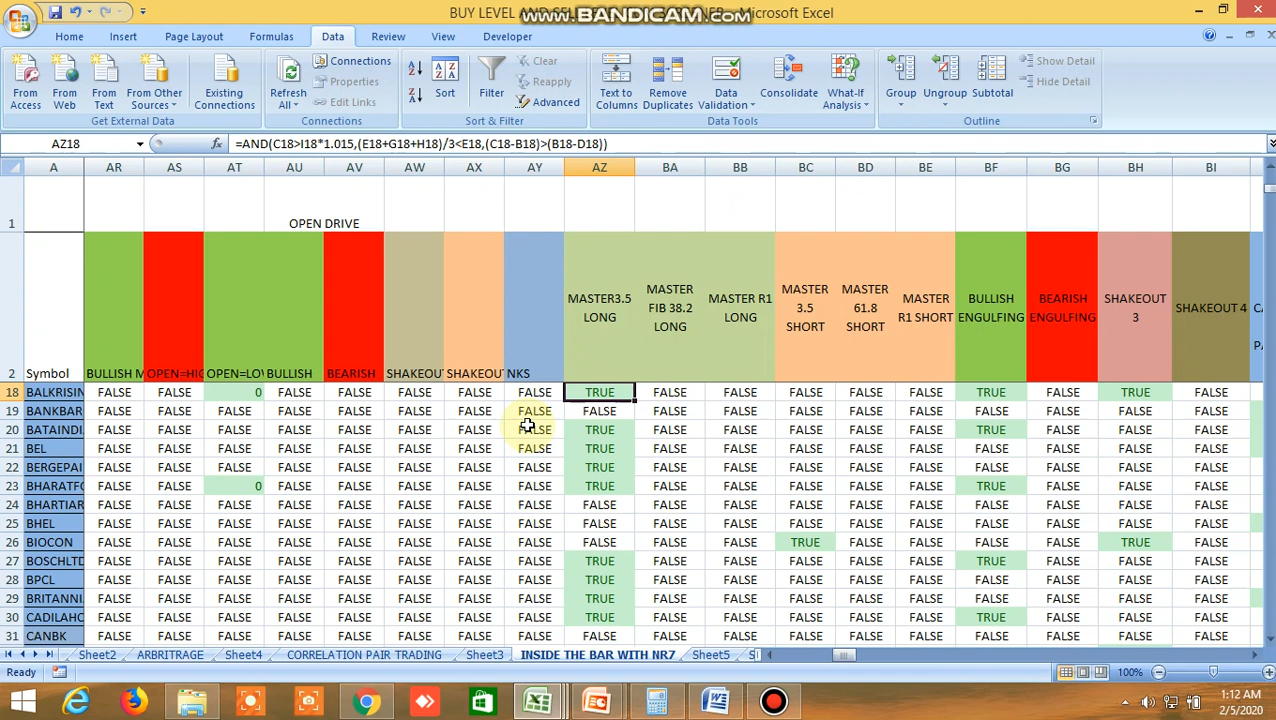 BUY LEVEL AND SE
www.BANDICAM.com
NER - Microsoft Excel
Home Insert Page Layout Formulas Data Review View Developer
From Access
From Web
From Text
From Other Sources
Existing Connections
Get External Data
Refresh All
Connections
Properties
Edit Links
Connections
Sort
Filter
Clear
Reapply
Advanced
Sort & Filter
Text to Columns
Remove Duplicates
Data Validation
Consolidate
What-If Analysis
Data Tools
Group
Ungroup
Subtotal
Show Detail
Hide Detail
Outline
AZ18 fx =AND(C18>I18*1.015,(E18+G18+H18)/3<E18,(C18-B18)>(B18-D18))
A AR AS AT AU AV AW AX AY AZ BA BB BC BD BE BF BG BH BI
1 OPEN DRIVE
2 Symbol BULLISH M OPEN=HIG OPEN=LOV BULLISH BEARISH SHAKEOUT SHAKEOUT NKS MASTER3.5 LONG MASTER FIB 38.2 LONG MASTER R1 LONG MASTER 3.5 SHORT MASTER 61.8 SHORT MASTER R1 SHORT BULLISH ENGULFING BEARISH ENGULFING SHAKEOUT 3 SHAKEOUT 4
18 BALKRISIN FALSE FALSE 0 FALSE FALSE FALSE FALSE FALSE TRUE FALSE FALSE FALSE FALSE FALSE TRUE FALSE TRUE FALSE
19 BANKBAR FALSE FALSE FALSE FALSE FALSE FALSE FALSE FALSE FALSE FALSE FALSE FALSE FALSE FALSE FALSE FALSE FALSE FALSE
20 BATAINDI FALSE FALSE FALSE FALSE FALSE FALSE FALSE FALSE TRUE FALSE FALSE FALSE FALSE FALSE TRUE FALSE FALSE FALSE
21 BEL FALSE FALSE FALSE FALSE FALSE FALSE FALSE FALSE TRUE FALSE FALSE FALSE FALSE FALSE FALSE FALSE FALSE FALSE
22 BERGEPAI FALSE FALSE FALSE FALSE FALSE FALSE FALSE FALSE TRUE FALSE FALSE FALSE FALSE FALSE FALSE FALSE FALSE FALSE
23 BHARATFO FALSE FALSE 0 FALSE FALSE FALSE FALSE FALSE TRUE FALSE FALSE FALSE FALSE FALSE TRUE FALSE FALSE FALSE
24 BHARTIAR FALSE FALSE FALSE FALSE FALSE FALSE FALSE FALSE FALSE FALSE FALSE FALSE FALSE FALSE FALSE FALSE FALSE FALSE
25 BHEL FALSE FALSE FALSE FALSE FALSE FALSE FALSE FALSE FALSE FALSE FALSE FALSE FALSE FALSE FALSE FALSE FALSE FALSE
26 BIOCON FALSE FALSE FALSE FALSE FALSE FALSE FALSE FALSE FALSE FALSE FALSE TRUE FALSE FALSE FALSE FALSE TRUE FALSE
27 BOSCHLTD FALSE FALSE FALSE FALSE FALSE FALSE FALSE FALSE TRUE FALSE FALSE FALSE FALSE FALSE TRUE FALSE FALSE FALSE
28 BPCL FALSE FALSE FALSE FALSE FALSE FALSE FALSE FALSE TRUE FALSE FALSE FALSE FALSE FALSE FALSE FALSE FALSE FALSE
29 BRITANNI FALSE FALSE FALSE FALSE FALSE FALSE FALSE FALSE TRUE FALSE FALSE FALSE FALSE FALSE FALSE FALSE FALSE FALSE
30 CADILAHC FALSE FALSE FALSE FALSE FALSE FALSE FALSE FALSE TRUE FALSE FALSE FALSE FALSE FALSE TRUE FALSE FALSE FALSE
31 CANBK FALSE FALSE FALSE FALSE FALSE FALSE FALSE FALSE FALSE FALSE FALSE FALSE FALSE FALSE FALSE FALSE FALSE FALSE
Sheet2 ARBITRAGE Sheet4 CORRELATION PAIR TRADING Sheet3 INSIDE THE BAR WITH NR7 Sheet5 S
Ready 100%
1:12 AM
2/5/2020